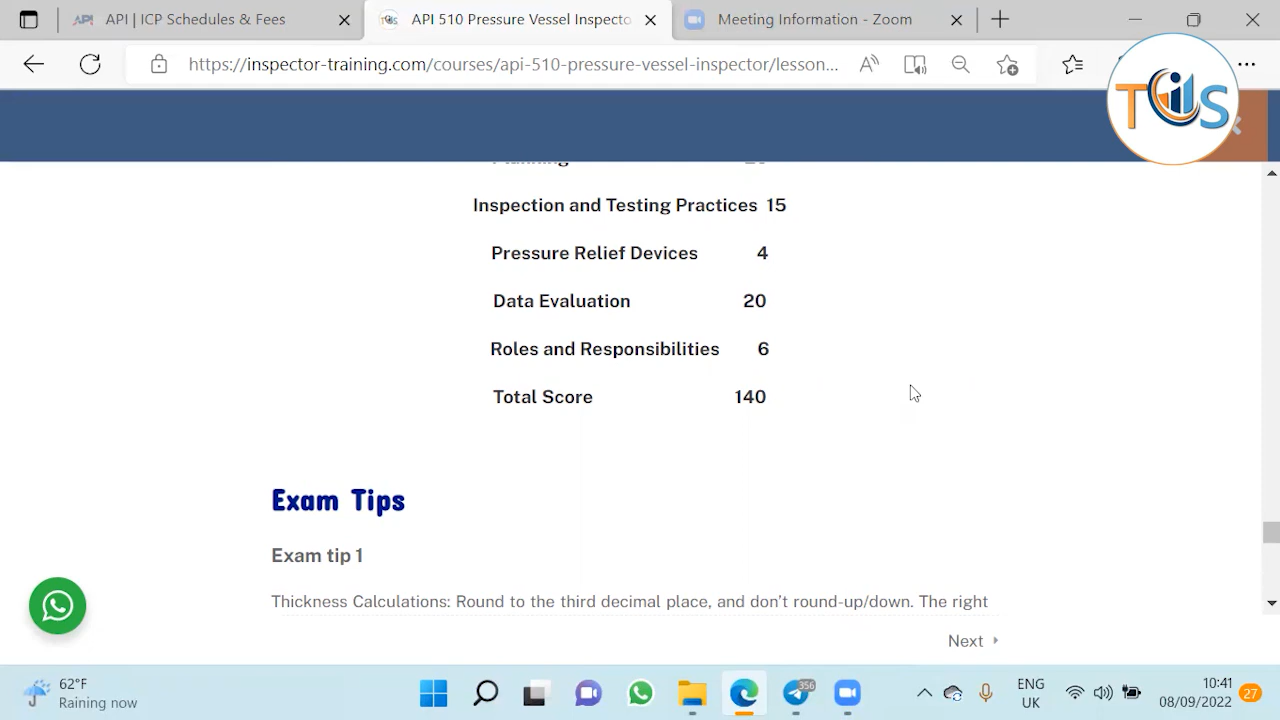 API | ICP Schedules & Fees
API 510 Pressure Vessel Inspecto
Meeting Information - Zoom
https://inspector-training.com/courses/api-510-pressure-vessel-inspector/lesson...
TIS
Inspection and Testing Practices 15
Pressure Relief Devices 4
Data Evaluation 20
Roles and Responsibilities 6
Total Score 140
Exam Tips
Exam tip 1
Thickness Calculations: Round to the third decimal place, and don’t round-up/down. The right
Next
62°F
Raining now
356
ENG
UK
10:41
08/09/2022
27